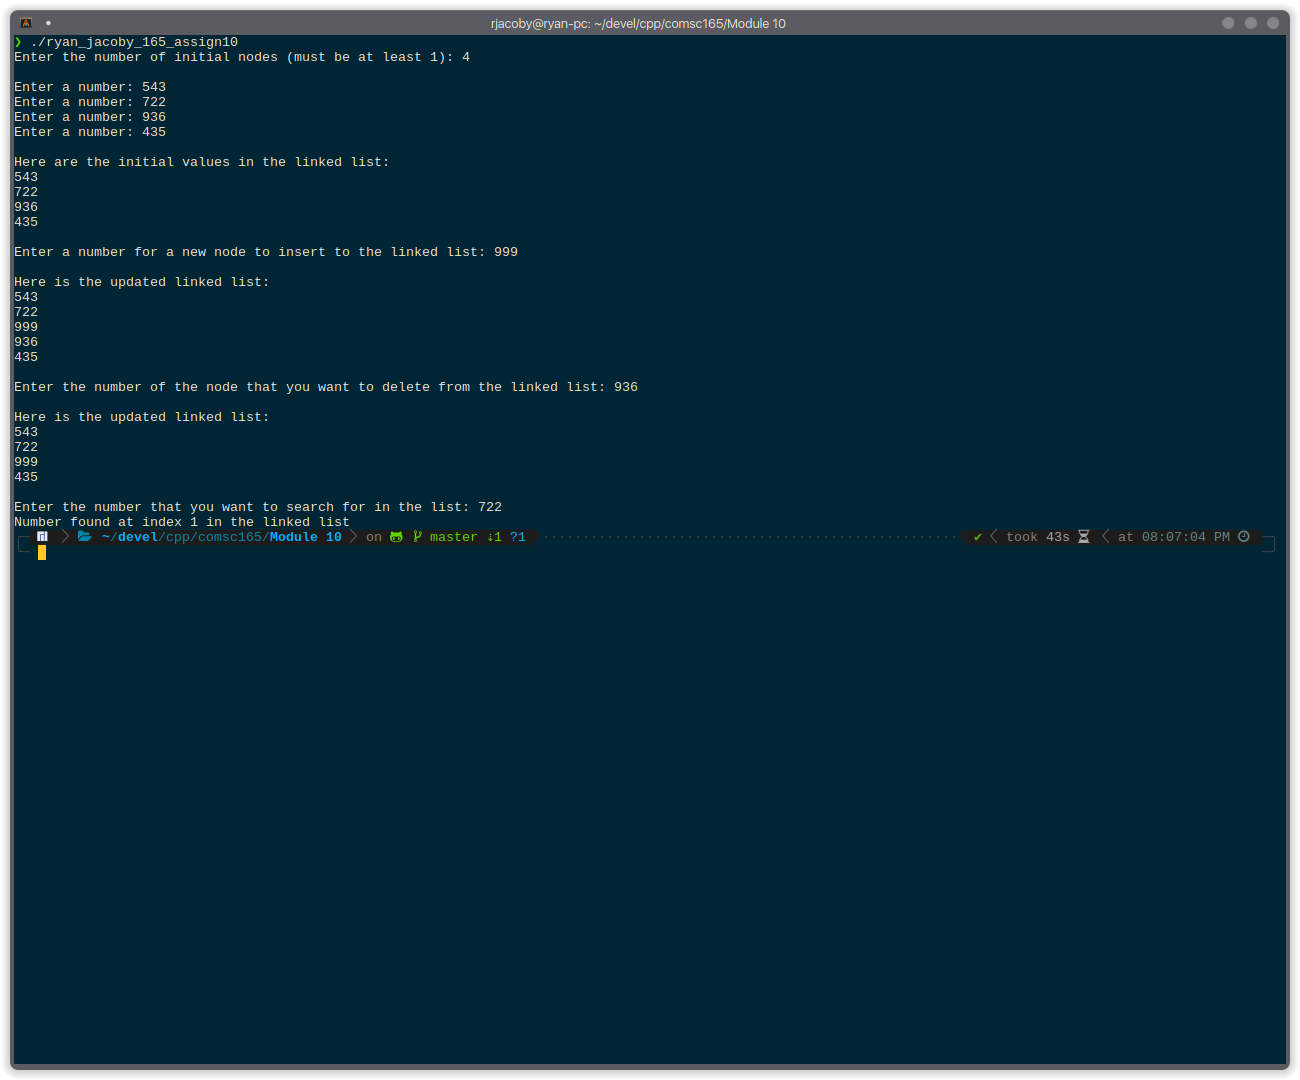 rjacoby@ryan-pc: ~/devel/cpp/comsc165/Module 10
❯ ./ryan_jacoby_165_assign10
Enter the number of initial nodes (must be at least 1): 4
Enter a number: 543
Enter a number: 722
Enter a number: 936
Enter a number: 435
Here are the initial values in the linked list:
543
722
936
435
Enter a number for a new node to insert to the linked list: 999
Here is the updated linked list:
543
722
999
936
435
Enter the number of the node that you want to delete from the linked list: 936
Here is the updated linked list:
543
722
999
435
Enter the number that you want to search for in the list: 722
Number found at index 1 in the linked list
~/devel/cpp/comsc165/Module 10 on master ⇣1 ?1 ✔ took 43s at 08:07:04 PM